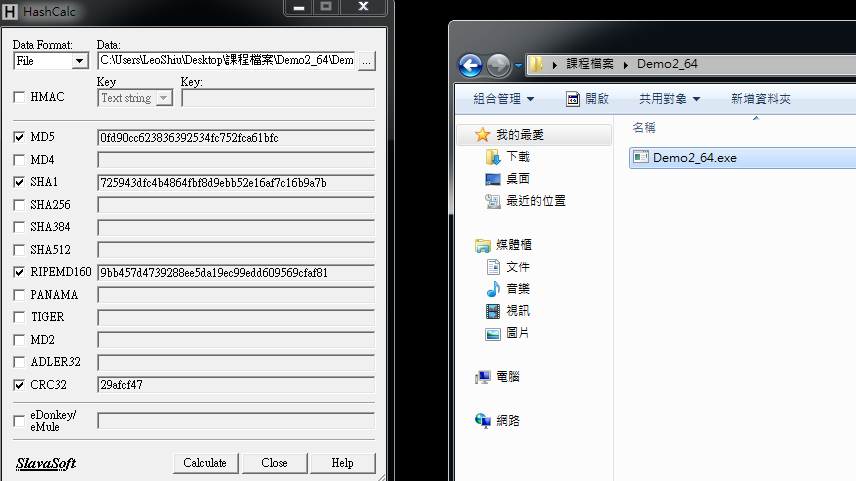 HashCalc
Data Format:
Data:
File
C:\Users\LeoShiu\Desktop\課程檔案\Demo2_64\Dem
...
HMAC
Key
Key:
Text string
MD5
0fd90cc623836392534fc752fca61bfc
MD4
SHA1
725943dfc4b4864fbf8d9ebb52e16af7c16b9a7b
SHA256
SHA384
SHA512
RIPEMD160
9bb457d4739288ee5da19ec99edd609569cfaf81
PANAMA
TIGER
MD2
ADLER32
CRC32
29afcf47
eDonkey/
eMule
SlavaSoft
Calculate
Close
Help
課程檔案
Demo2_64
組合管理
開啟
共用對象
新增資料夾
我的最愛
下載
桌面
最近的位置
媒體櫃
文件
音樂
視訊
圖片
電腦
網路
名稱
Demo2_64.exe